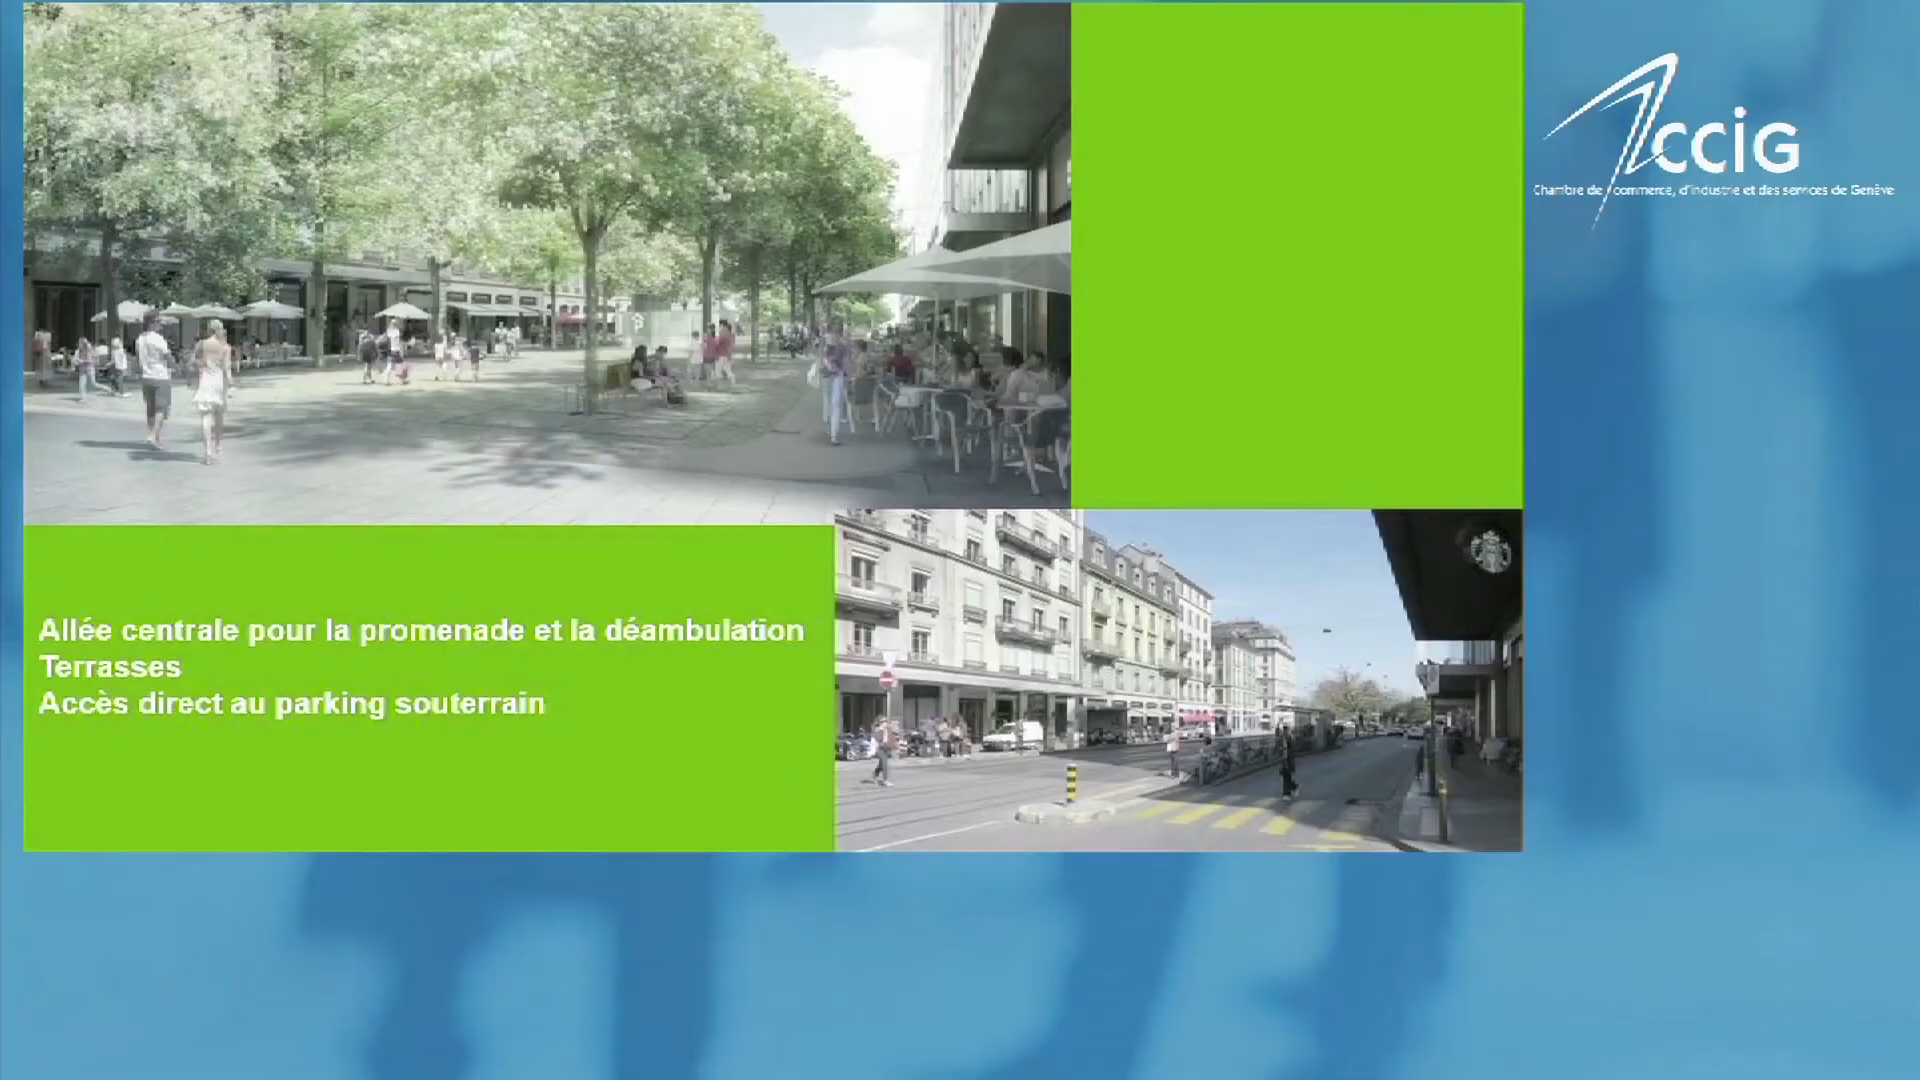 ccig
Chambre de commerce, d'industrie et des services de Genève
Allée centrale pour la promenade et la déambulation
Terrasses
Accès direct au parking souterrain